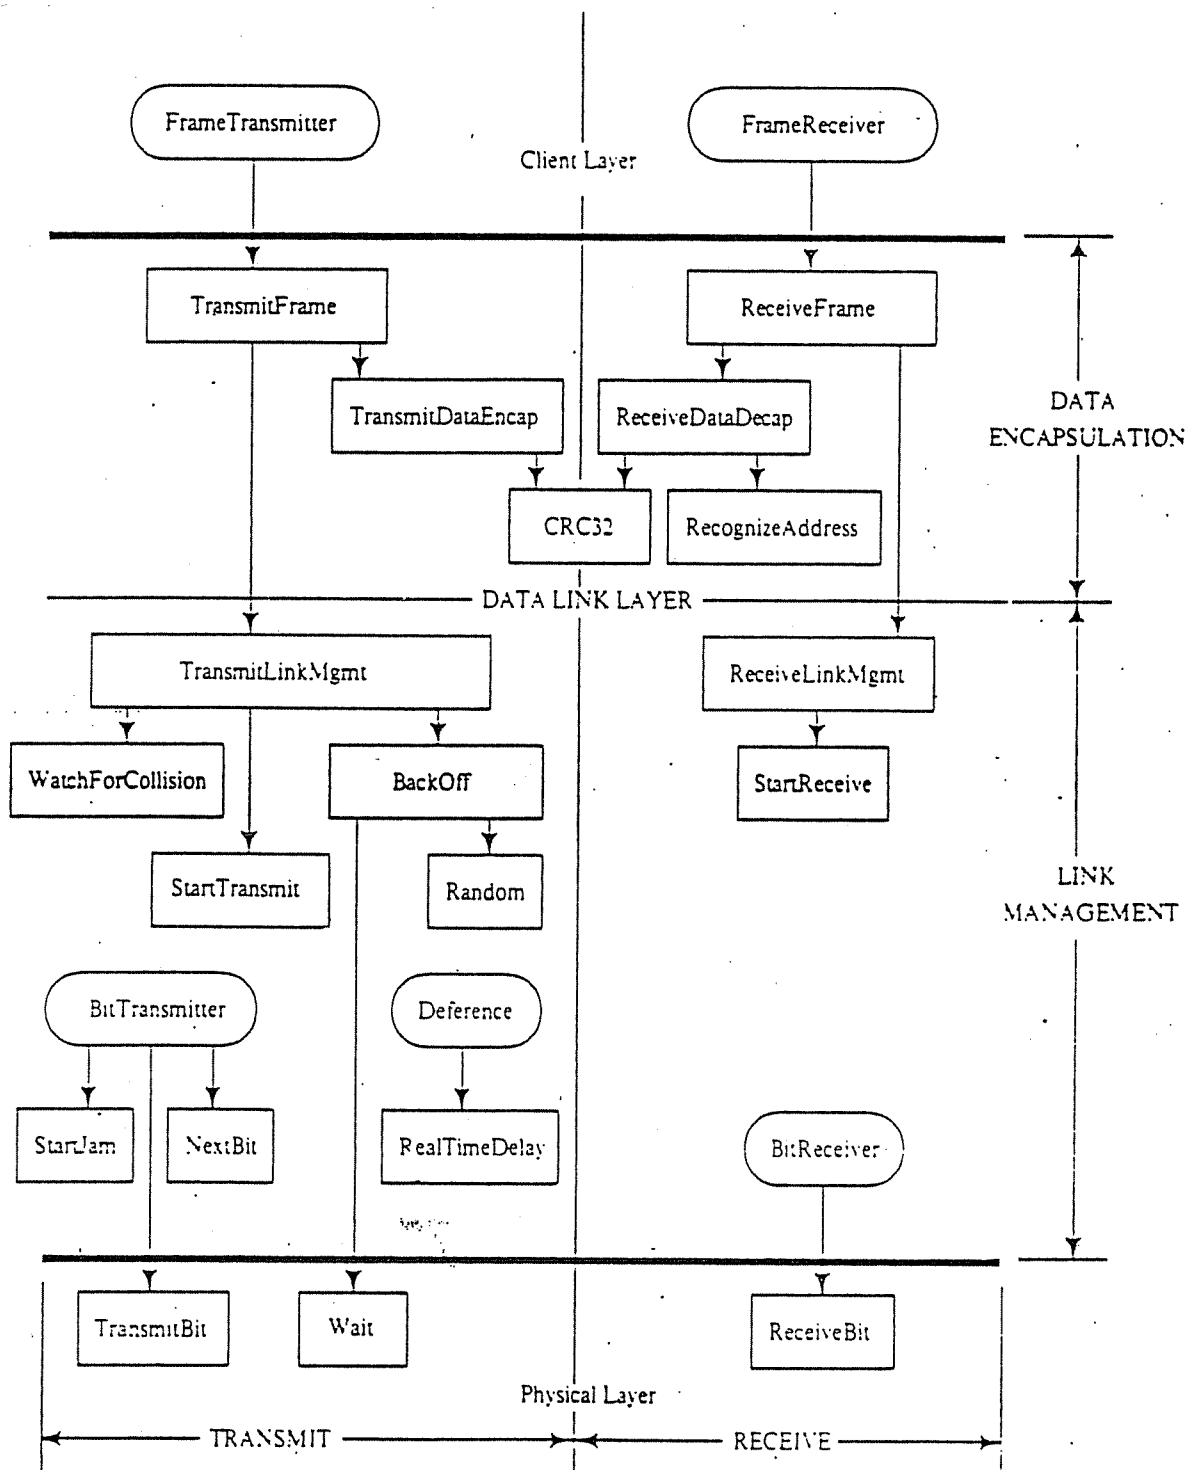 FrameTransmitter
FrameReceiver
Client Layer
TransmitFrame
ReceiveFrame
TransmitDataEncap
ReceiveDataDecap
DATA
ENCAPSULATION
CRC32
RecognizeAddress
DATA LINK LAYER
TransmitLinkMgmt
ReceiveLinkMgmt
WatchForCollision
BackOff
StartReceive
StartTransmit
Random
LINK
MANAGEMENT
BitTransmitter
Deference
StartJam
NextBit
RealTimeDelay
BitReceiver
TransmitBit
Wait
ReceiveBit
Physical Layer
TRANSMIT
RECEIVE